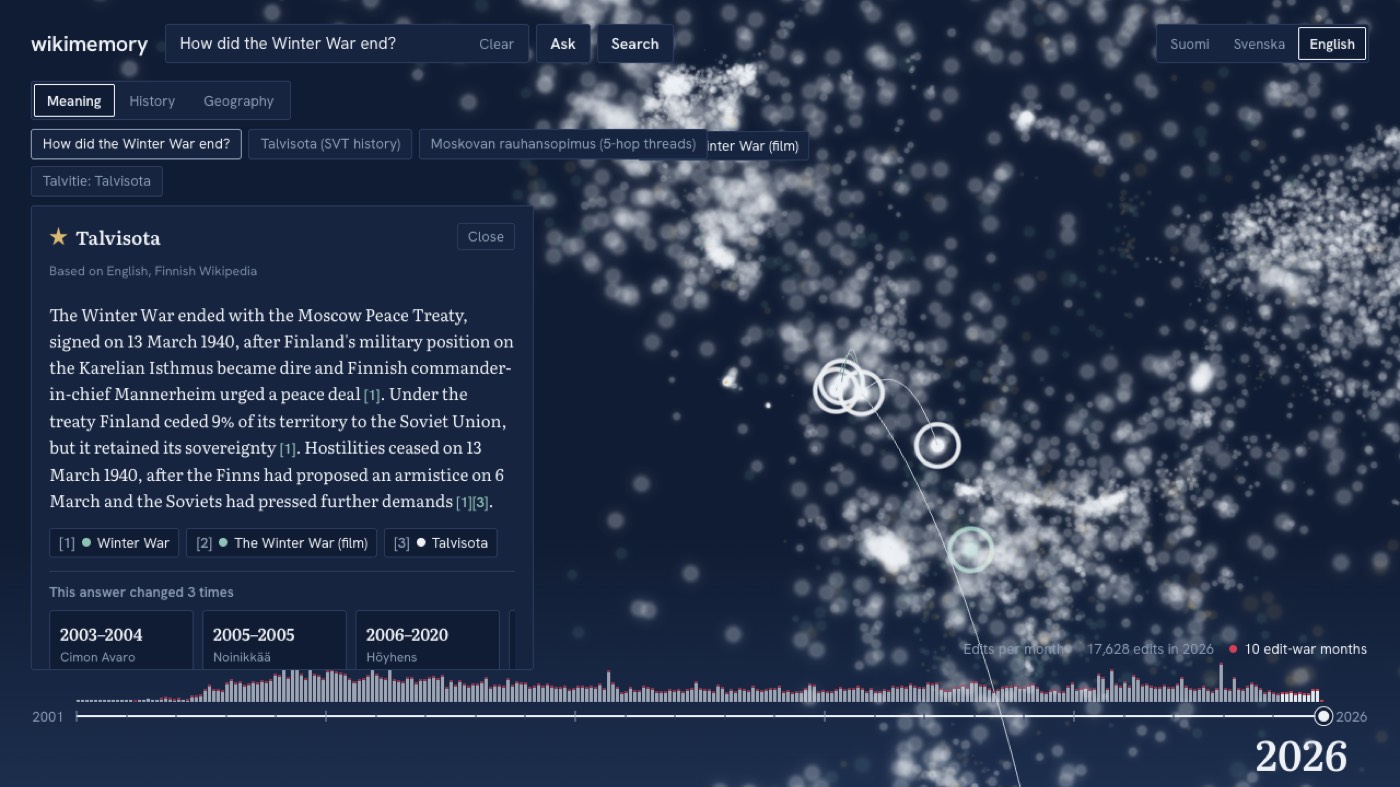 wikimemory
How did the Winter War end? Clear Ask Search
Suomi Svenska English
Meaning History Geography
How did the Winter War end? Talvisota (SVT history) Moskovan rauhansopimus (5-hop threads) inter War (film)
Talvitie: Talvisota
★ Talvisota Close
Based on English, Finnish Wikipedia
The Winter War ended with the Moscow Peace Treaty,
signed on 13 March 1940, after Finland's military position on
the Karelian Isthmus became dire and Finnish commander-
in-chief Mannerheim urged a peace deal [1]. Under the
treaty Finland ceded 9% of its territory to the Soviet Union,
but it retained its sovereignty [1]. Hostilities ceased on 13
March 1940, after the Finns had proposed an armistice on 6
March and the Soviets had pressed further demands [1][3].
[1] Winter War [2] The Winter War (film) [3] Talvisota
This answer changed 3 times
2003–2004 2005–2005 2006–2020
Cimon Avaro Noinikkää Höyhens
Edits per month 17,628 edits in 2026 10 edit-war months
2001 2026
2026